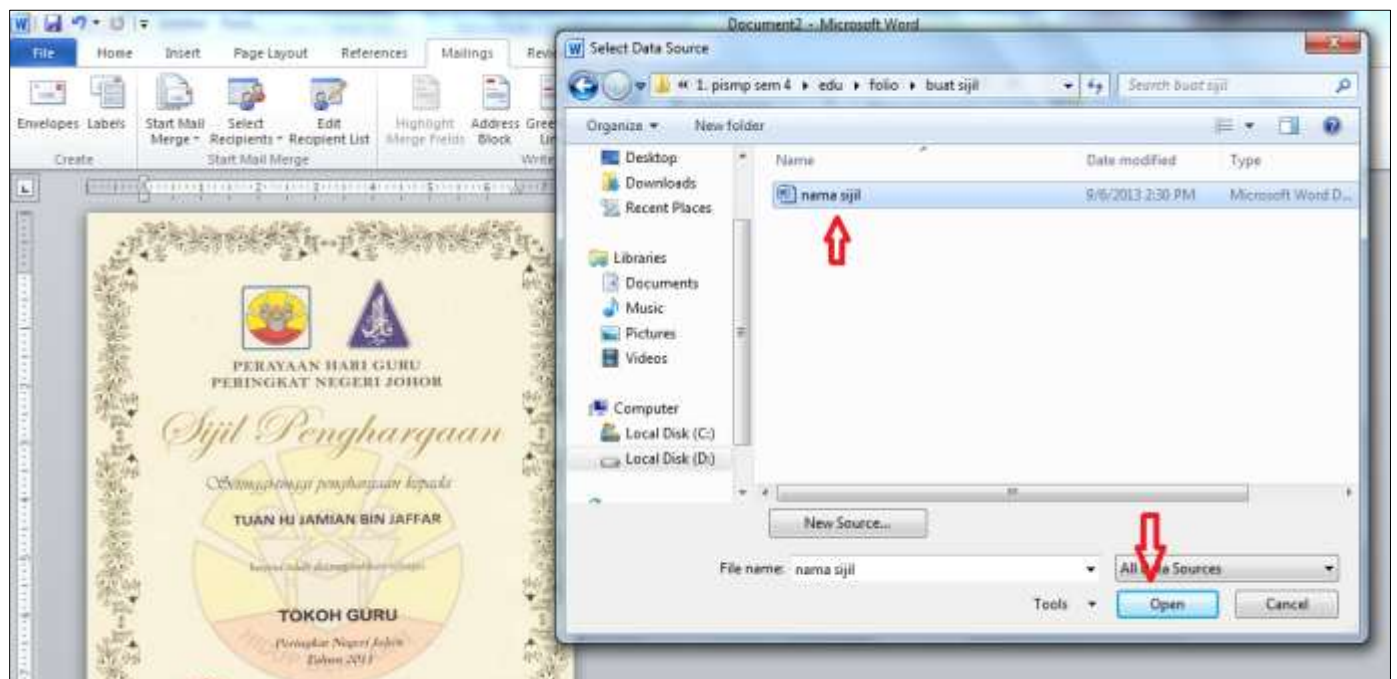 Document2 - Microsoft Word
File Home Insert Page Layout References Mailings
Envelopes Labels Start Mail Merge Select Recipients Edit Recipient List Highlight Merge Fields Address Block
Create Start Mail Merge
PERAYAAN HARI GURU
PERINGKAT NEGERI JOHOR
Sijil Penghargaan
Setinggi-tinggi penghargaan kepada
TUAN HJ JAMIAN BIN JAFFAR
TOKOH GURU
Peringkat Negeri Johor
Tahun 2011
Select Data Source
« 1. pismp sem 4 edu folio buat sijil
Search buat sijil
Organize New folder
Desktop
Downloads
Recent Places
Libraries
Documents
Music
Pictures
Videos
Computer
Local Disk (C:)
Local Disk (D:)
Name Date modified Type
nama sijil 9/6/2013 2:30 PM Microsoft Word D...
New Source...
File name: nama sijil
All Sources
Tools Open Cancel